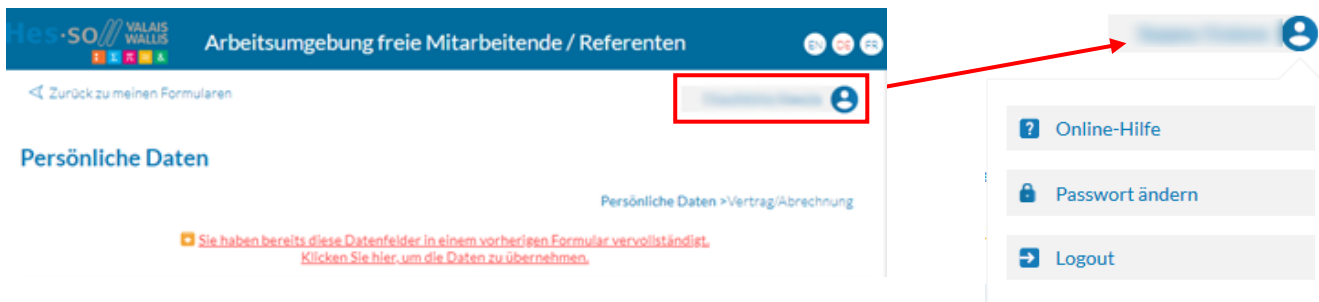 Hes·so VALAIS
WALLIS
I Σ π &
Arbeitsumgebung freie Mitarbeitende / Referenten
EN DE FR
Zurück zu meinen Formularen
Persönliche Daten
Persönliche Daten >Vertrag/Abrechnung
Sie haben bereits diese Datenfelder in einem vorherigen Formular vervollständigt.
Klicken Sie hier, um die Daten zu übernehmen.
Online-Hilfe
Passwort ändern
Logout